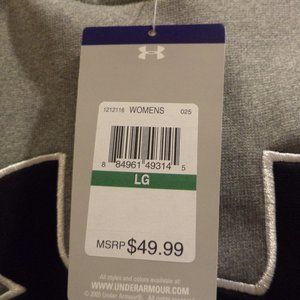 1212116 WOMENS 025
8 84961 49314 5
LG
MSRP $49.99
All styles and colors available at:
WWW.UNDERARMOUR.COM
© 2005 Under Armour